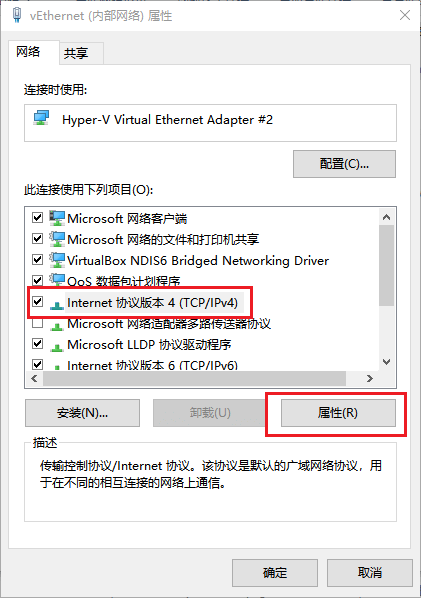 vEthernet (内部网络) 属性
网络
共享
连接时使用:
Hyper-V Virtual Ethernet Adapter #2
配置(C)...
此连接使用下列项目(O):
Microsoft 网络客户端
Microsoft 网络的文件和打印机共享
VirtualBox NDIS6 Bridged Networking Driver
QoS 数据包计划程序
Internet 协议版本 4 (TCP/IPv4)
Microsoft 网络适配器多路传送器协议
Microsoft LLDP 协议驱动程序
Internet 协议版本 6 (TCP/IPv6)
安装(N)...
卸载(U)
属性(R)
描述
传输控制协议/Internet 协议。该协议是默认的广域网络协议，用
于在不同的相互连接的网络上通信。
确定
取消